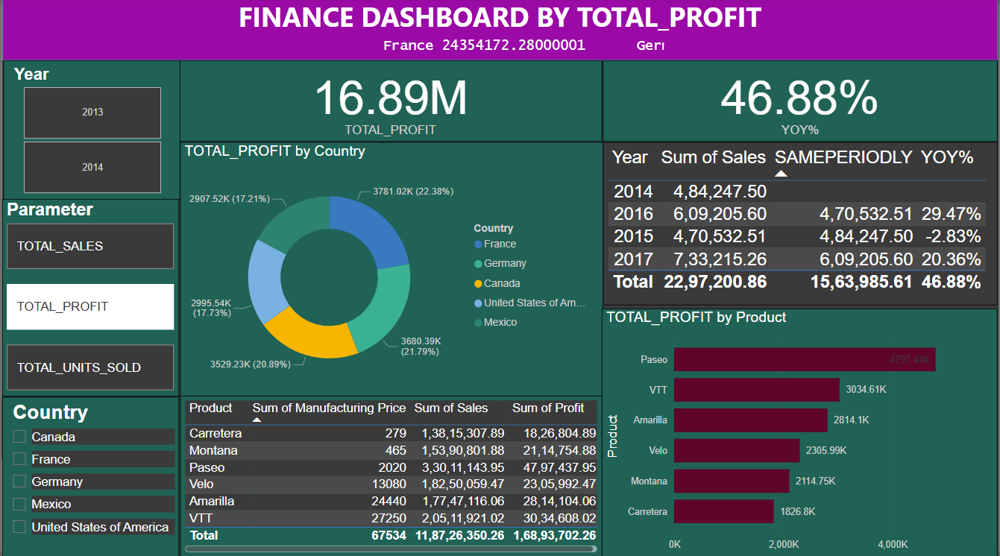 FINANCE DASHBOARD BY TOTAL_PROFIT
France 24354172.28000001 Ger
Year
2013
2014
Parameter
TOTAL_SALES
TOTAL_PROFIT
TOTAL_UNITS_SOLD
Country
Canada
France
Germany
Mexico
United States of America
16.89M
TOTAL_PROFIT
46.88%
YOY%
TOTAL_PROFIT by Country
2907.52K (17.21%)
3781.02K (22.38%)
2995.54K
(17.73%)
3680.39K
(21.79%)
3529.23K (20.89%)
Country
France
Germany
Canada
United States of Am...
Mexico
Year Sum of Sales SAMEPERIODLY YOY%
2014 4,84,247.50
2016 6,09,205.60 4,70,532.51 29.47%
2015 4,70,532.51 4,84,247.50 -2.83%
2017 7,33,215.26 6,09,205.60 20.36%
Total 22,97,200.86 15,63,985.61 46.88%
Product Sum of Manufacturing Price Sum of Sales Sum of Profit
Carretera 279 1,38,15,307.89 18,26,804.89
Montana 465 1,53,90,801.88 21,14,754.88
Paseo 2020 3,30,11,143.95 47,97,437.95
Velo 13080 1,82,50,059.47 23,05,992.47
Amarilla 24440 1,77,47,116.06 28,14,104.06
VTT 27250 2,05,11,921.02 30,34,608.02
Total 67534 11,87,26,350.26 1,68,93,702.26
TOTAL_PROFIT by Product
Product
Paseo 4797.44K
VTT 3034.61K
Amarilla 2814.1K
Velo 2305.99K
Montana 2114.75K
Carretera 1826.8K
0K 2,000K 4,000K